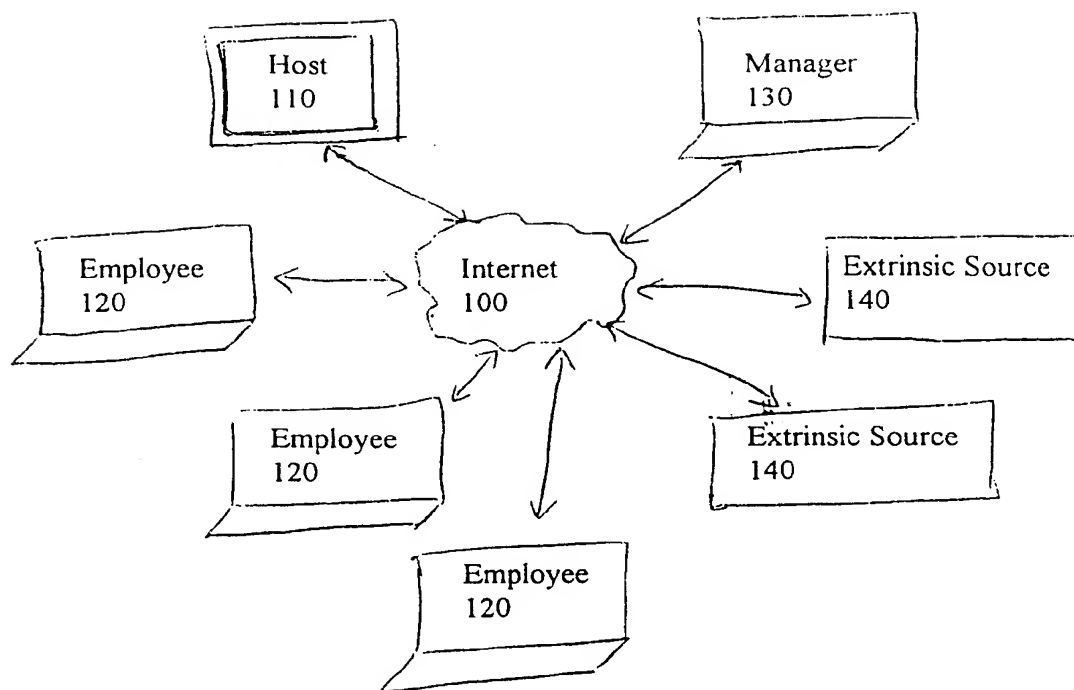 Host
110
Manager
130
Employee
120
Internet
100
Extrinsic Source
140
Employee
120
Extrinsic Source
140
Employee
120